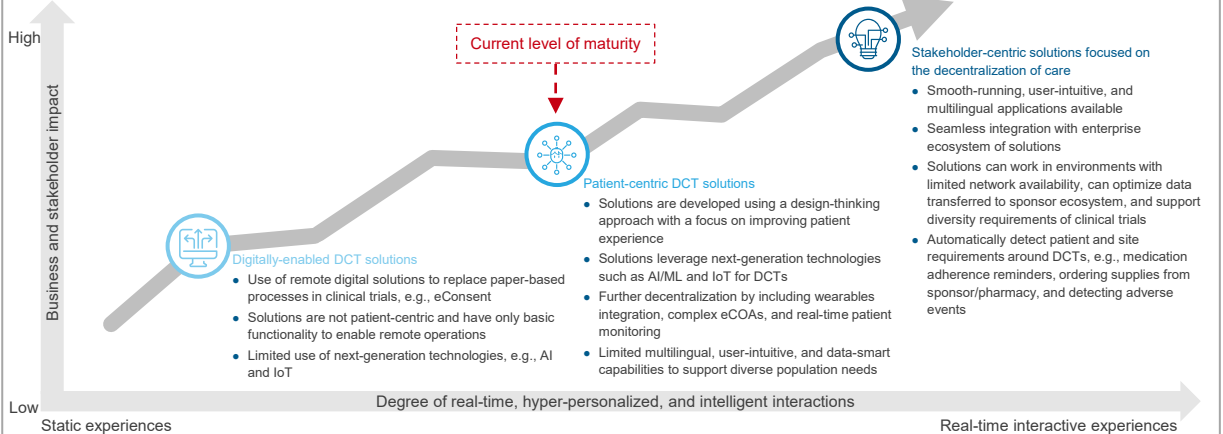 High
Business and stakeholder impact
Low
Current level of maturity
Digitally-enabled DCT solutions
● Use of remote digital solutions to replace paper-based
processes in clinical trials, e.g., eConsent
● Solutions are not patient-centric and have only basic
functionality to enable remote operations
● Limited use of next-generation technologies, e.g., AI
and IoT
Patient-centric DCT solutions
● Solutions are developed using a design-thinking
approach with a focus on improving patient
experience
● Solutions leverage next-generation technologies
such as AI/ML and IoT for DCTs
● Further decentralization by including wearables
integration, complex eCOAs, and real-time patient
monitoring
● Limited multilingual, user-intuitive, and data-smart
capabilities to support diverse population needs
Stakeholder-centric solutions focused on
the decentralization of care
● Smooth-running, user-intuitive, and
multilingual applications available
● Seamless integration with enterprise
ecosystem of solutions
● Solutions can work in environments with
limited network availability, can optimize data
transferred to sponsor ecosystem, and support
diversity requirements of clinical trials
● Automatically detect patient and site
requirements around DCTs, e.g., medication
adherence reminders, ordering supplies from
sponsor/pharmacy, and detecting adverse
events
Degree of real-time, hyper-personalized, and intelligent interactions
Static experiences
Real-time interactive experiences